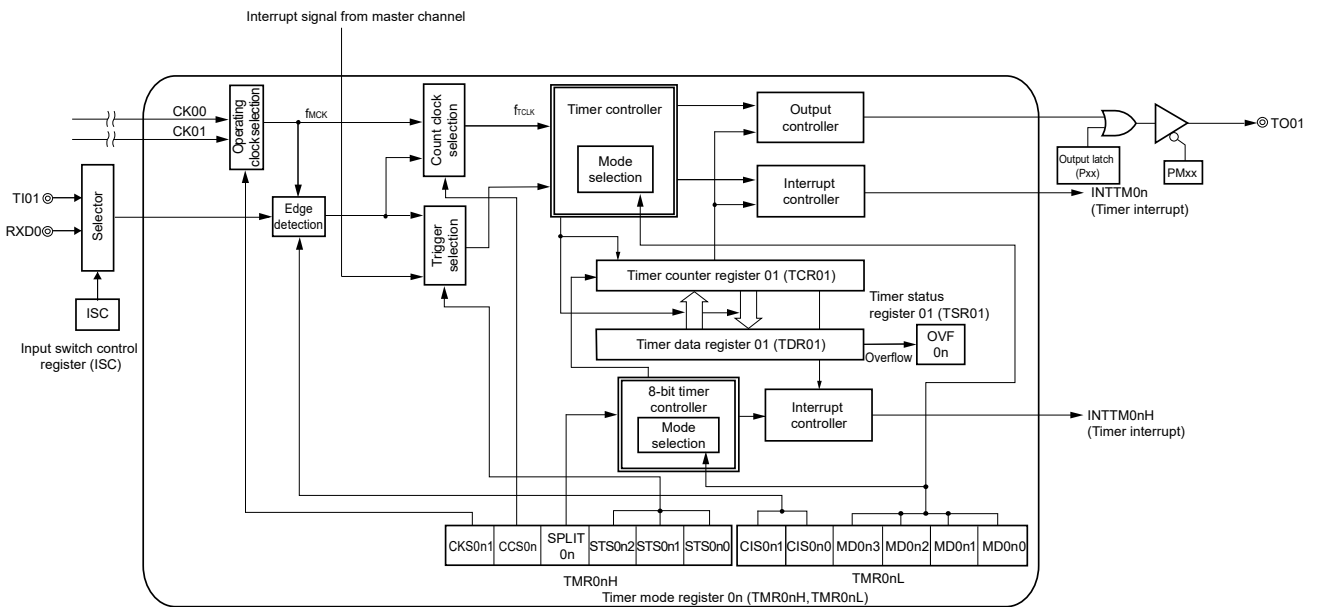 Interrupt signal from master channel
CK00
CK01
Operating
clock selection
fMCK
Count clock
selection
fTCLK
Timer controller
Mode
selection
Output
controller
TO01
Output latch
(Pxx)
PMxx
Interrupt
controller
INTTM0n
(Timer interrupt)
TI01
RXD0
Selector
Edge
detection
Trigger
selection
ISC
Input switch control
register (ISC)
Timer counter register 01 (TCR01)
Timer status
register 01 (TSR01)
Timer data register 01 (TDR01)
Overflow
OVF
0n
8-bit timer
controller
Mode
selection
Interrupt
controller
INTTM0nH
(Timer interrupt)
CKS0n1
CCS0n
SPLIT
0n
STS0n2
STS0n1
STS0n0
CIS0n1
CIS0n0
MD0n3
MD0n2
MD0n1
MD0n0
TMR0nH
TMR0nL
Timer mode register 0n (TMR0nH, TMR0nL)